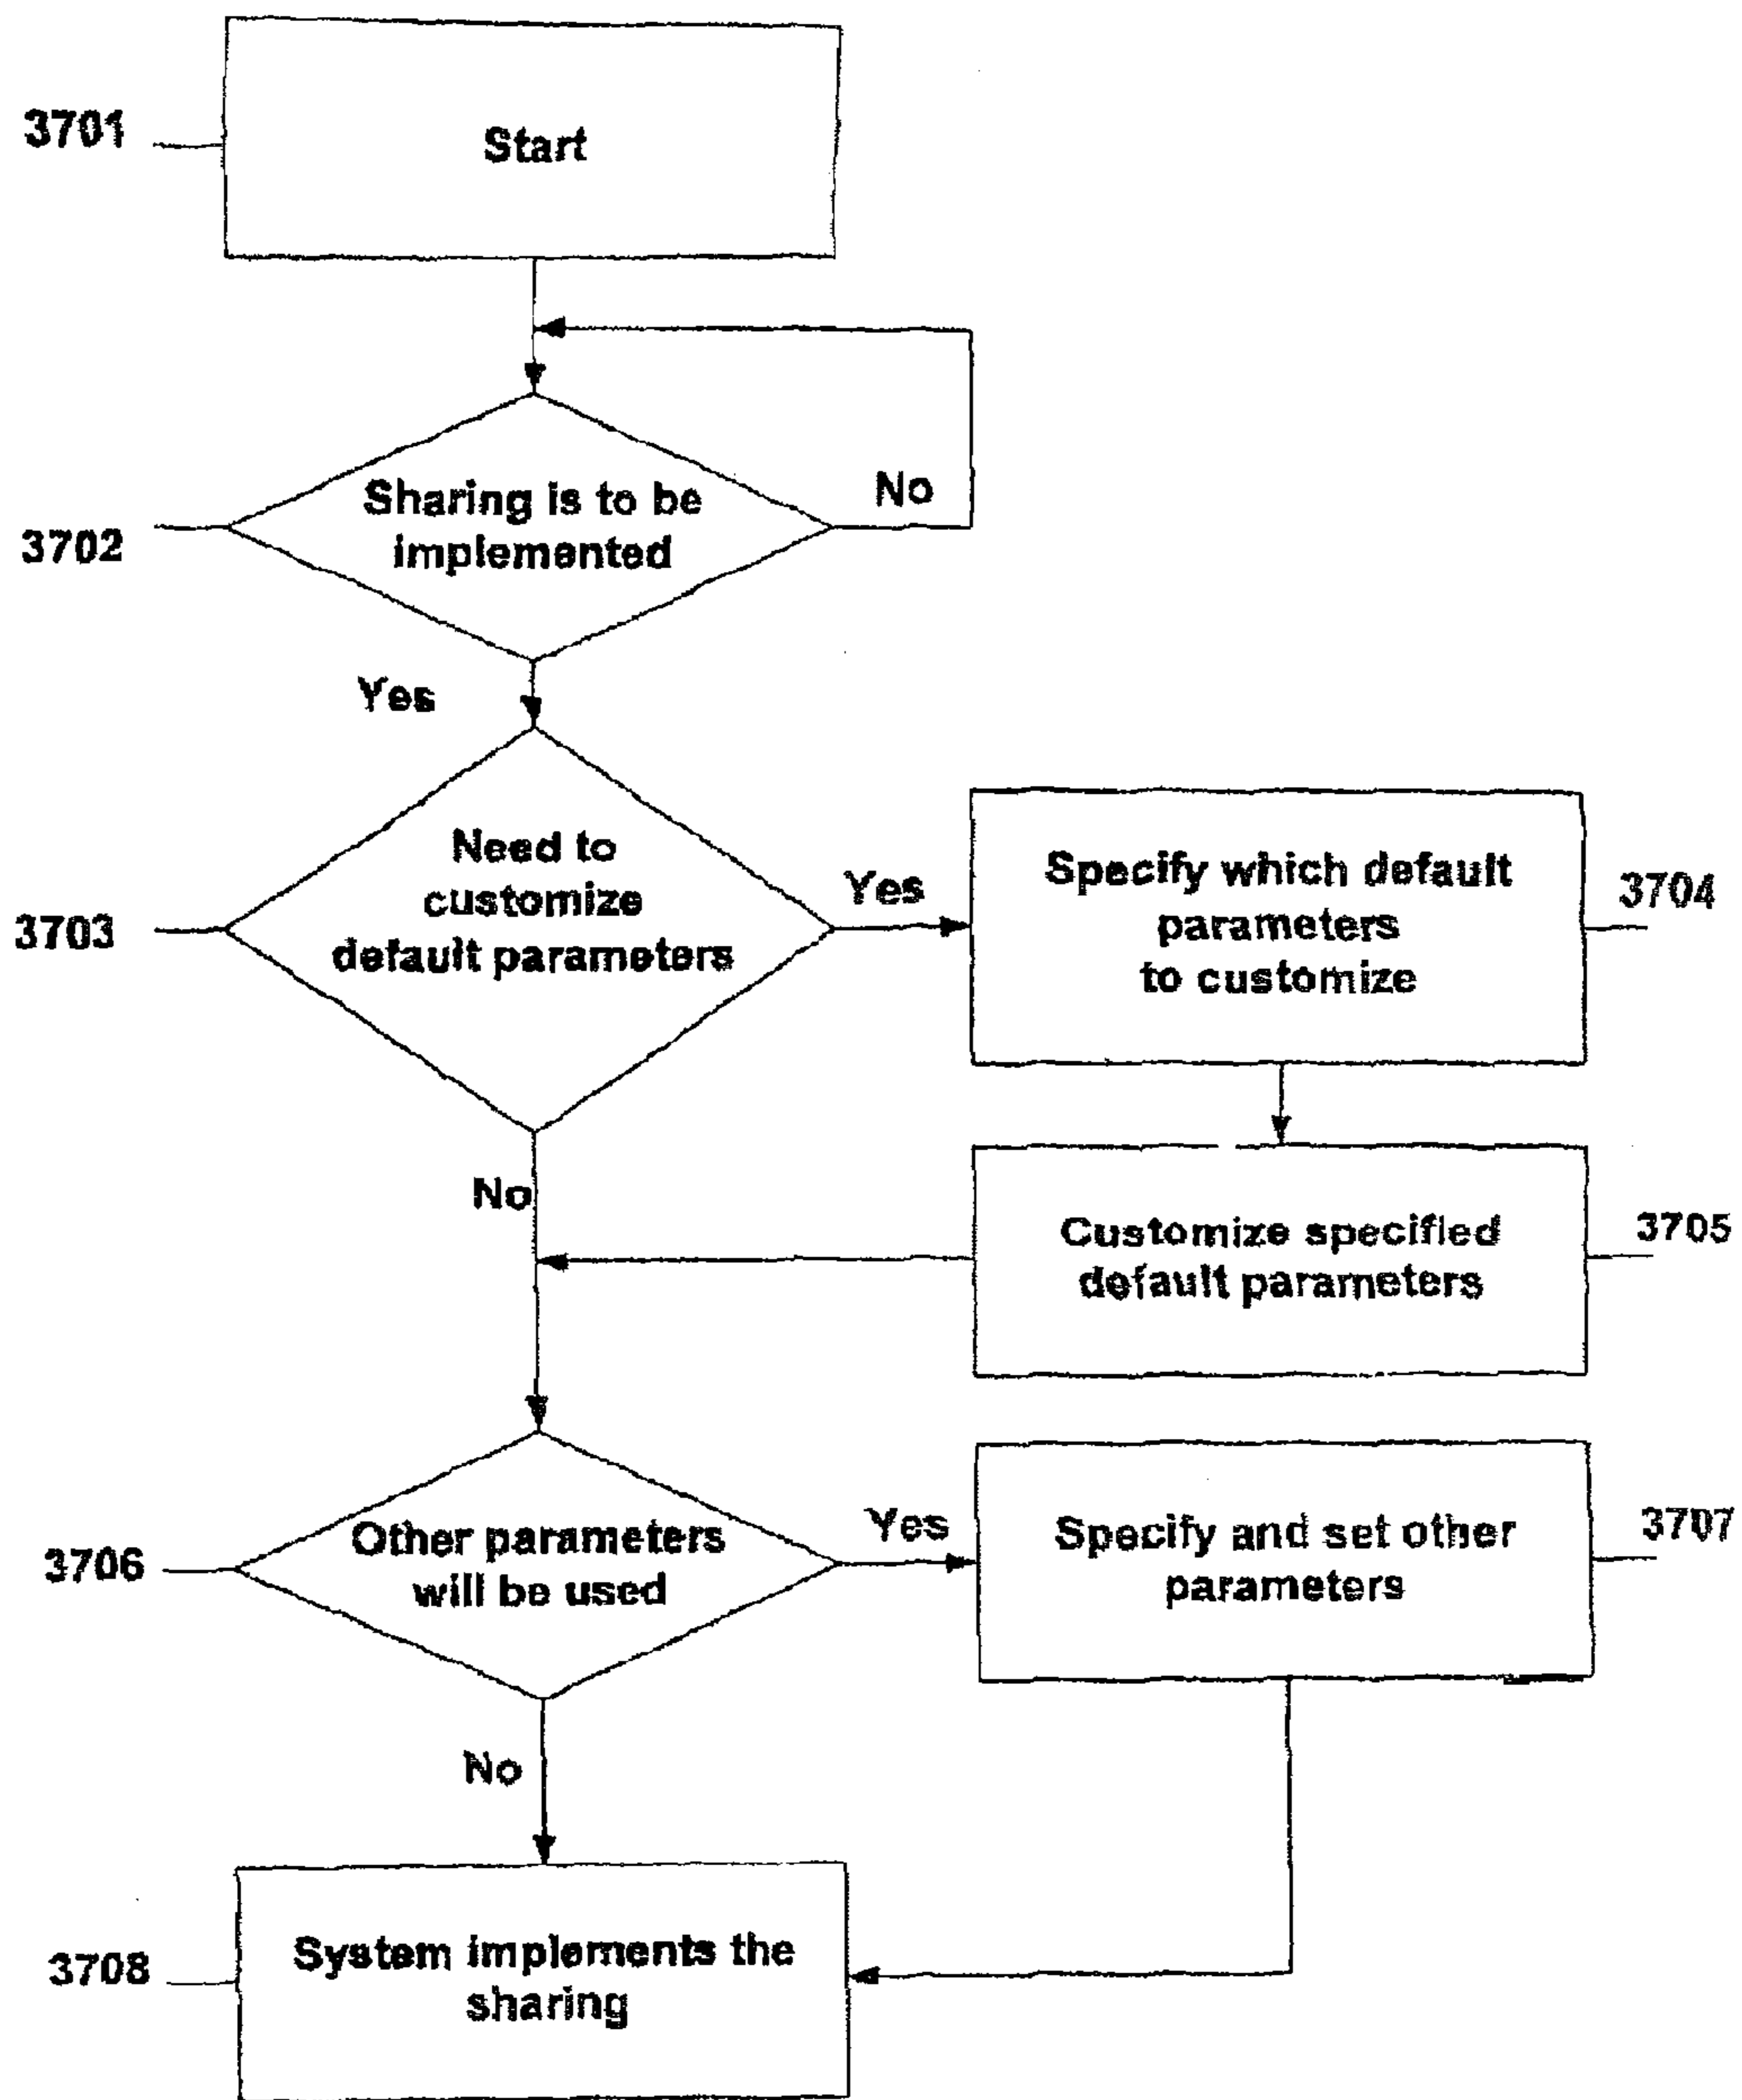 3701
Start
No
3702
Sharing is to be
implemented
Yes
3703
Need to
customize
default parameters
Yes
Specify which default
parameters
to customize
3704
No
Customize specified
default parameters
3705
3706
Other parameters
will be used
Yes
Specify and set other
parameters
3707
No
3708
System implements the
sharing